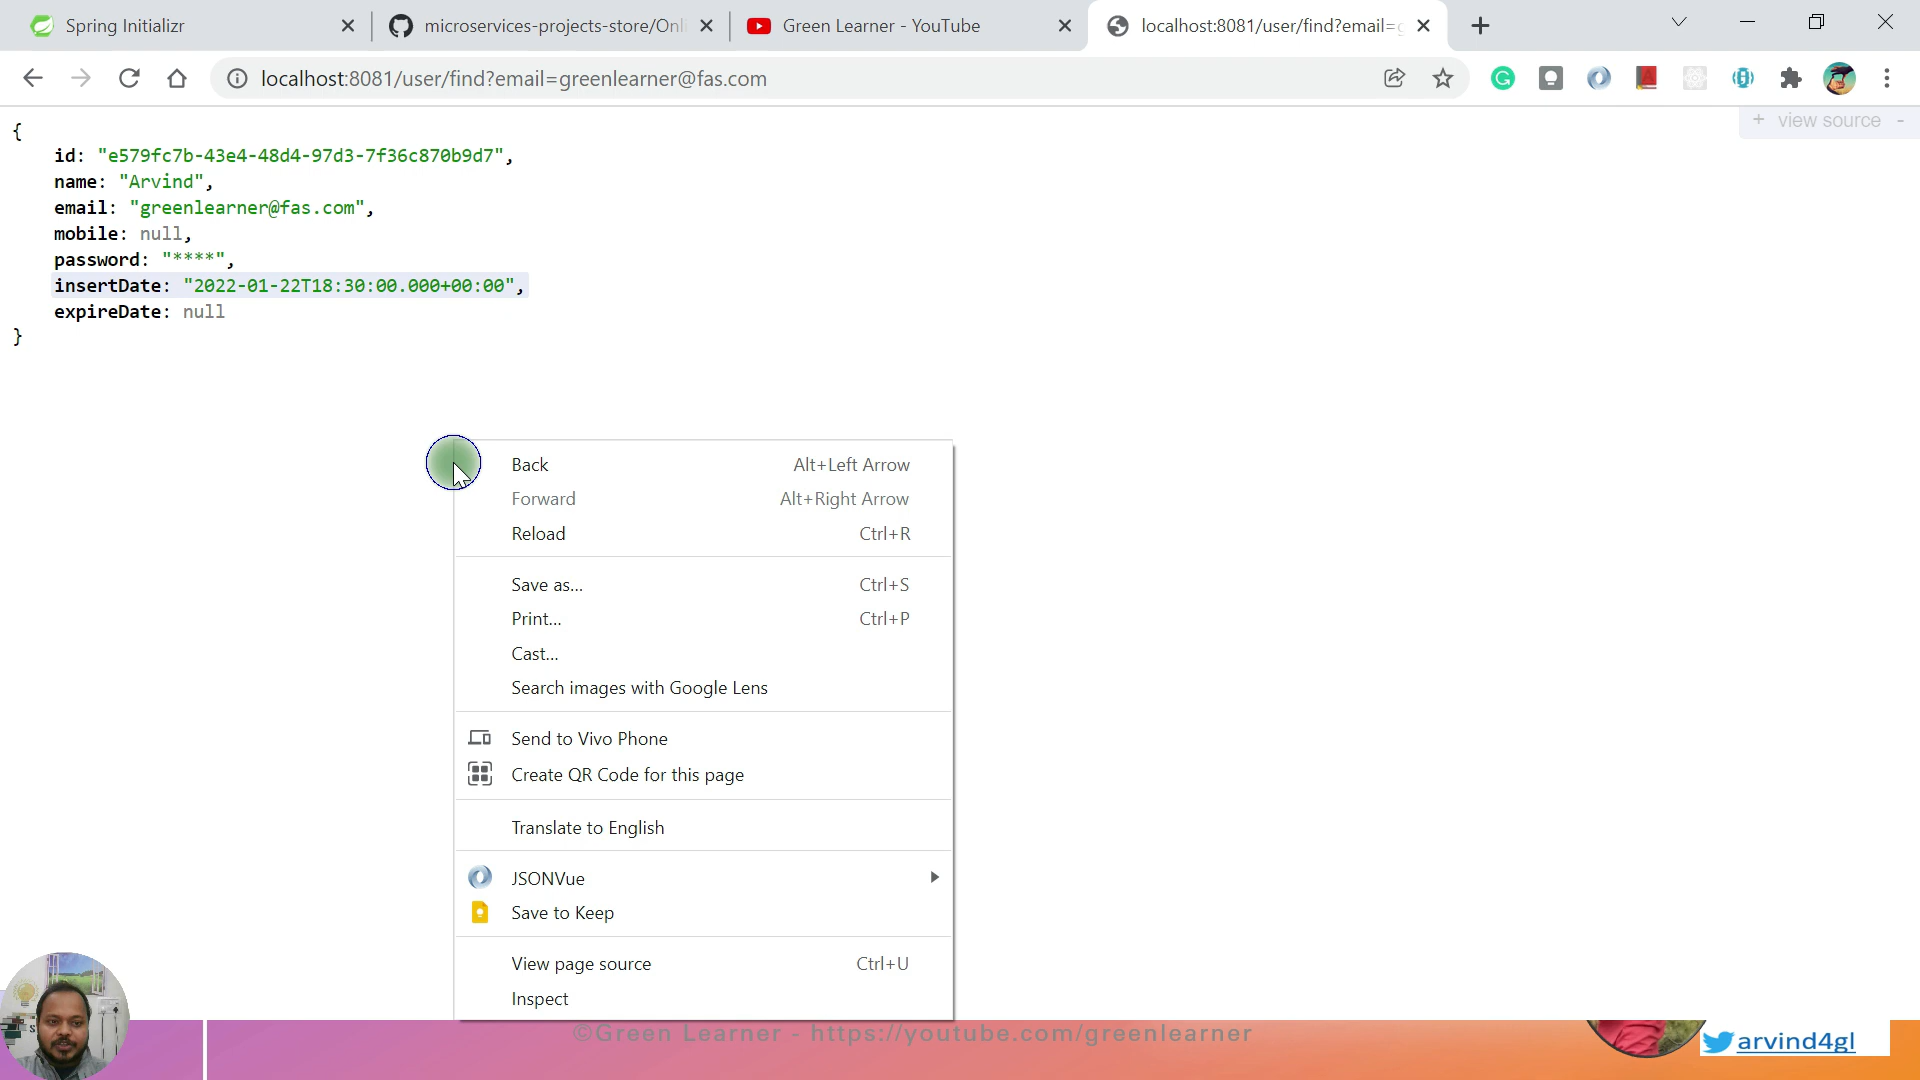 Spring Initializr
microservices-projects-store/Onli
Green Learner - YouTube
localhost:8081/user/find?email=g
localhost:8081/user/find?email=greenlearner@fas.com
+ view source -
{
id: "e579fc7b-43e4-48d4-97d3-7f36c870b9d7",
name: "Arvind",
email: "greenlearner@fas.com",
mobile: null,
password: "****",
insertDate: "2022-01-22T18:30:00.000+00:00",
expireDate: null
}
Back Alt+Left Arrow
Forward Alt+Right Arrow
Reload Ctrl+R
Save as... Ctrl+S
Print... Ctrl+P
Cast...
Search images with Google Lens
Send to Vivo Phone
Create QR Code for this page
Translate to English
JSONVue
Save to Keep
View page source Ctrl+U
Inspect
©Green Learner - https://youtube.com/greenlearner
arvind4gl